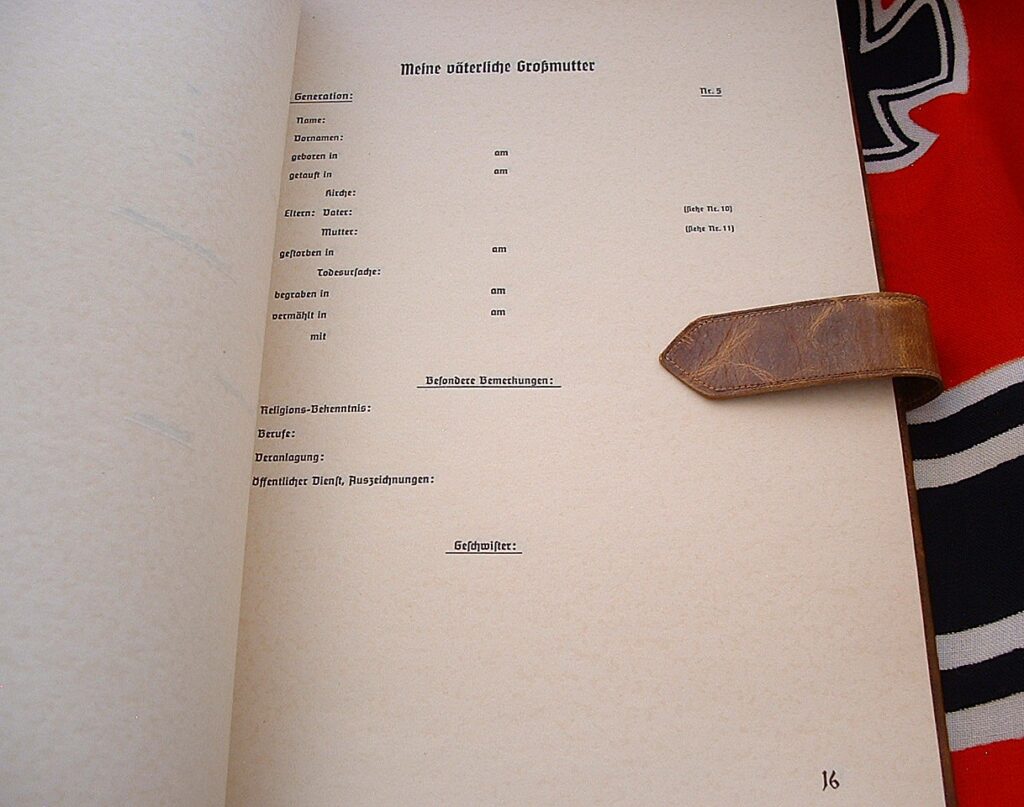 Meine väterliche Großmutter
Generation: Nr. 5
Name:
Vornamen:
geboren in am
getauft in am
Kirche:
Eltern: Vater: (siehe Nr. 10)
Mutter: (siehe Nr. 11)
gestorben in am
Todesursache:
begraben in am
vermählt in am
mit
Besondere Bemerkungen:
Religions-Bekenntnis:
Berufe:
Veranlagung:
Öffentlicher Dienst, Auszeichnungen:
Geschwister:
16